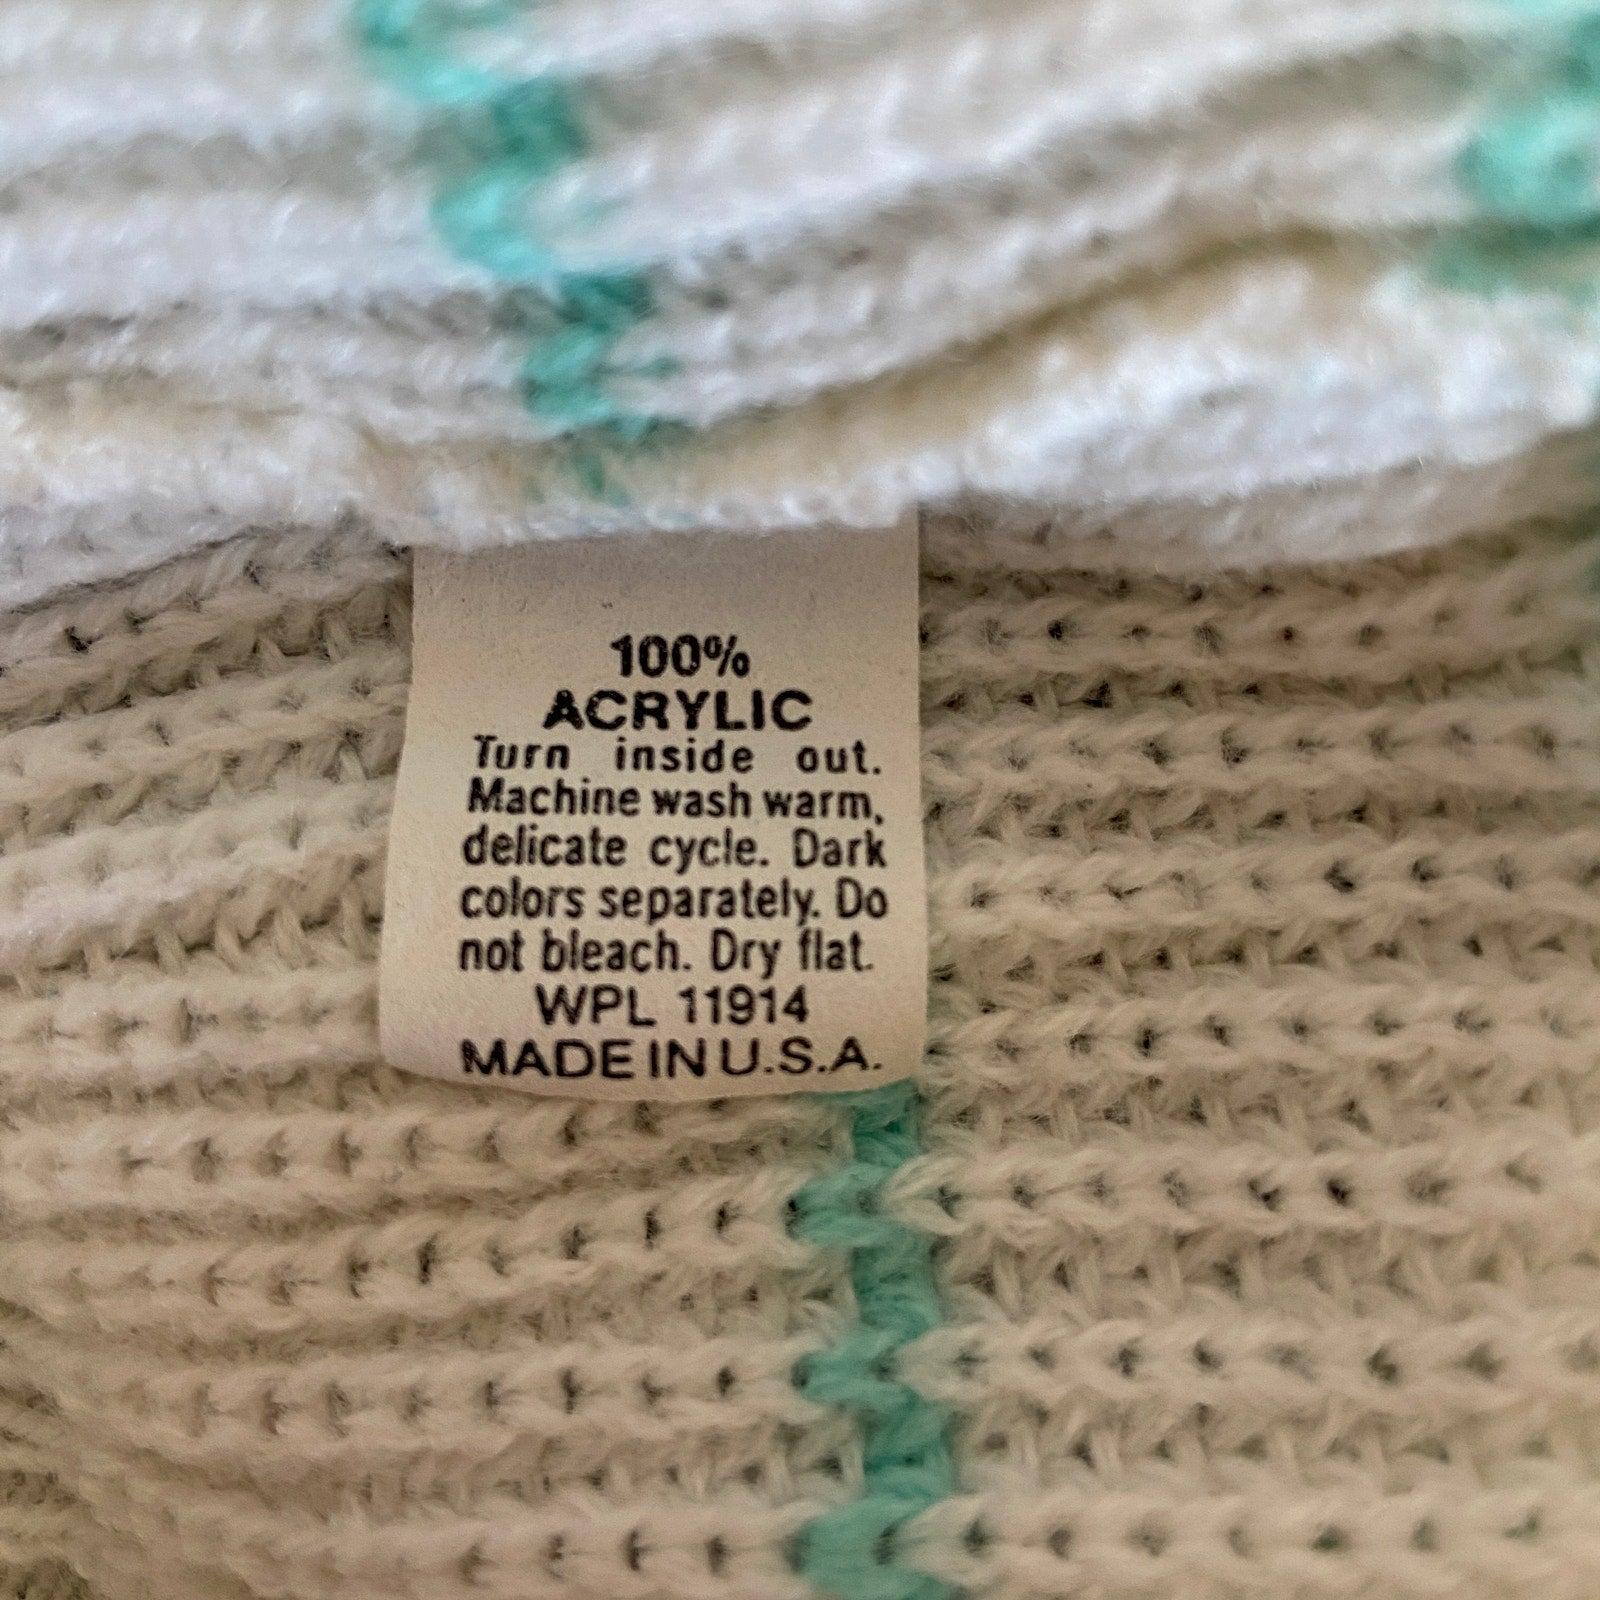 100%
ACRYLIC
Turn inside out.
Machine wash warm,
delicate cycle. Dark
colors separately. Do
not bleach. Dry flat.
WPL 11914
MADE IN U.S.A.